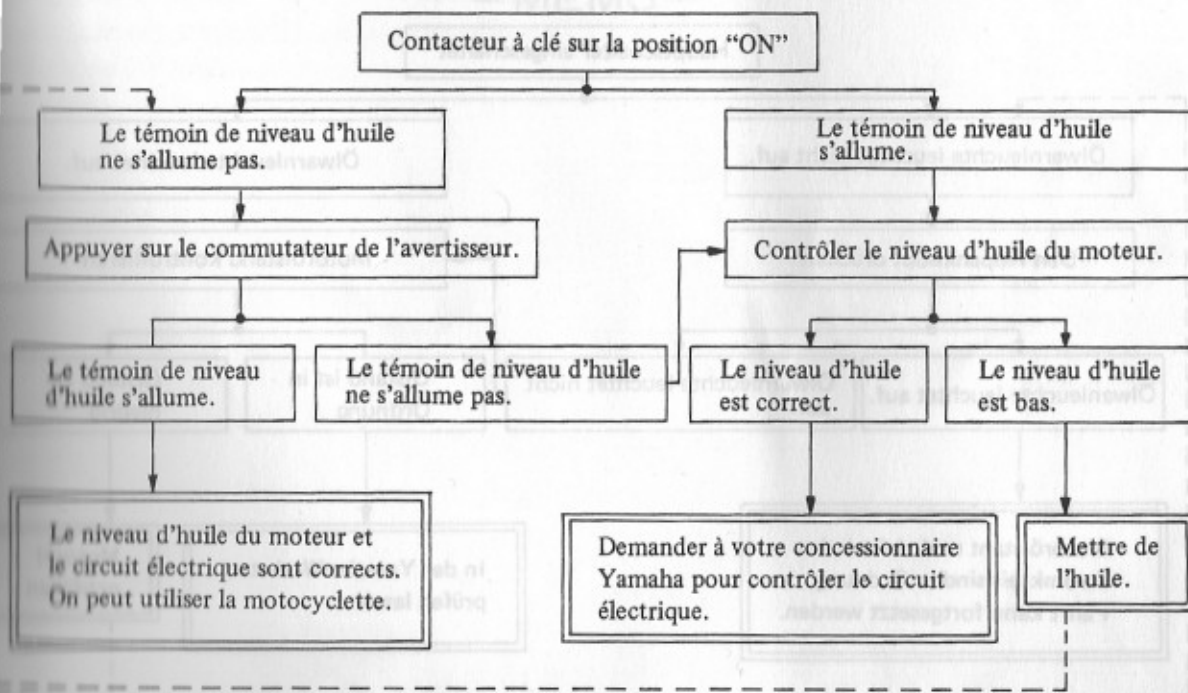 Contacteur à clé sur la position “ON”
Le témoin de niveau d'huile
ne s'allume pas.
Le témoin de niveau d'huile
s'allume.
Appuyer sur le commutateur de l'avertisseur.
Contrôler le niveau d'huile du moteur.
Le témoin de niveau
d'huile s'allume.
Le témoin de niveau d'huile
ne s'allume pas.
Le niveau d'huile
est correct.
Le niveau d'huile
est bas.
Le niveau d'huile du moteur et
le circuit électrique sont corrects.
On peut utiliser la motocyclette.
Demander à votre concessionnaire
Yamaha pour contrôler le circuit
électrique.
Mettre de
l'huile.